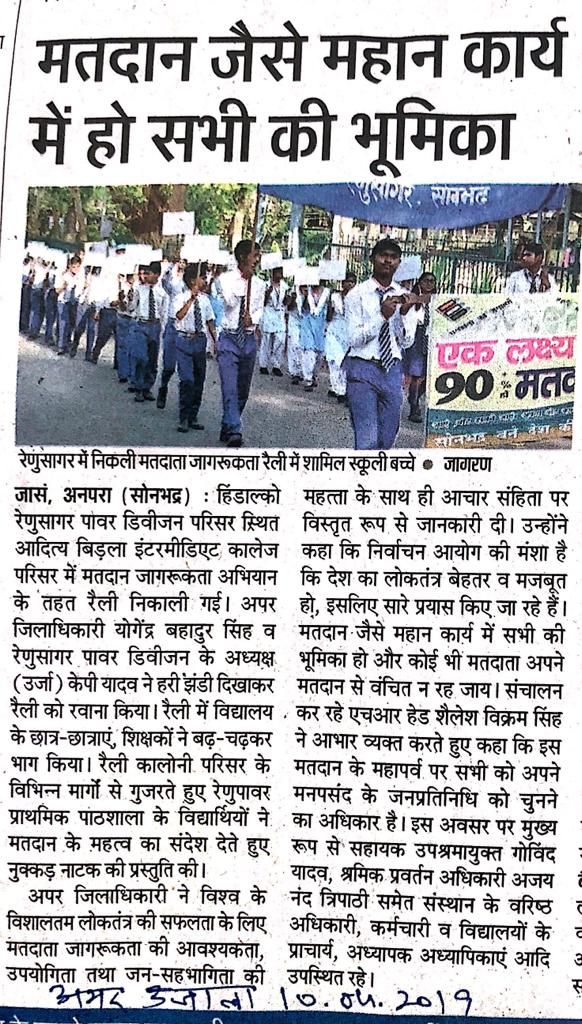 मतदान जैसे महान कार्य
में हो सभी की भूमिका
रेणुसागर, सोनभद्र
एक लक्ष्य
90 % मतद
रेणुसागर में निकली मतदाता जागरूकता रैली में शामिल स्कूली बच्चे ● जागरण
जासं, अनपरा (सोनभद्र) : हिंडाल्को
रेणुसागर पावर डिवीजन परिसर स्थित
आदित्य बिड़ला इंटरमीडिएट कालेज
परिसर में मतदान जागरूकता अभियान
के तहत रैली निकाली गई। अपर
जिलाधिकारी योगेंद्र बहादुर सिंह व
रेणुसागर पावर डिवीजन के अध्यक्ष
(उर्जा) केपी यादव ने हरी झंडी दिखाकर
रैली को रवाना किया। रैली में विद्यालय
के छात्र-छात्राएं, शिक्षकों ने बढ़-चढ़कर
भाग किया। रैली कालोनी परिसर के
विभिन्न मार्गों से गुजरते हुए रेणुपावर
प्राथमिक पाठशाला के विद्यार्थियों ने
मतदान के महत्व का संदेश देते हुए
नुक्कड़ नाटक की प्रस्तुति की।
अपर जिलाधिकारी ने विश्व के
विशालतम लोकतंत्र की सफलता के लिए
मतदाता जागरूकता की आवश्यकता,
उपयोगिता तथा जन-सहभागिता की
महत्ता के साथ ही आचार संहिता पर
विस्तृत रूप से जानकारी दी। उन्होंने
कहा कि निर्वाचन आयोग की मंशा है
कि देश का लोकतंत्र बेहतर व मजबूत
हो, इसलिए सारे प्रयास किए जा रहे हैं।
मतदान जैसे महान कार्य में सभी की
भूमिका हो और कोई भी मतदाता अपने
मतदान से वंचित न रह जाय। संचालन
कर रहे एचआर हेड शैलेश विक्रम सिंह
ने आभार व्यक्त करते हुए कहा कि इस
मतदान के महापर्व पर सभी को अपने
मनपसंद के जनप्रतिनिधि को चुनने
का अधिकार है। इस अवसर पर मुख्य
रूप से सहायक उपश्रमायुक्त गोविंद
यादव, श्रमिक प्रवर्तन अधिकारी अजय
नंद त्रिपाठी समेत संस्थान के वरिष्ठ
अधिकारी, कर्मचारी व विद्यालयों के
प्राचार्य, अध्यापक अध्यापिकाएं आदि
उपस्थित रहे।
अमर उजाला 10.04.2019